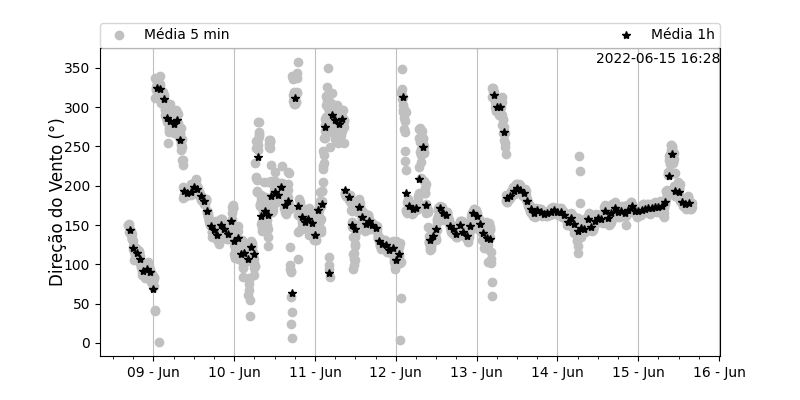 Média 5 min
Média 1h
2022-06-15 16:28
Direção do Vento (°)
350
300
250
200
150
100
50
0
09 - Jun
10 - Jun
11 - Jun
12 - Jun
13 - Jun
14 - Jun
15 - Jun
16 - Jun